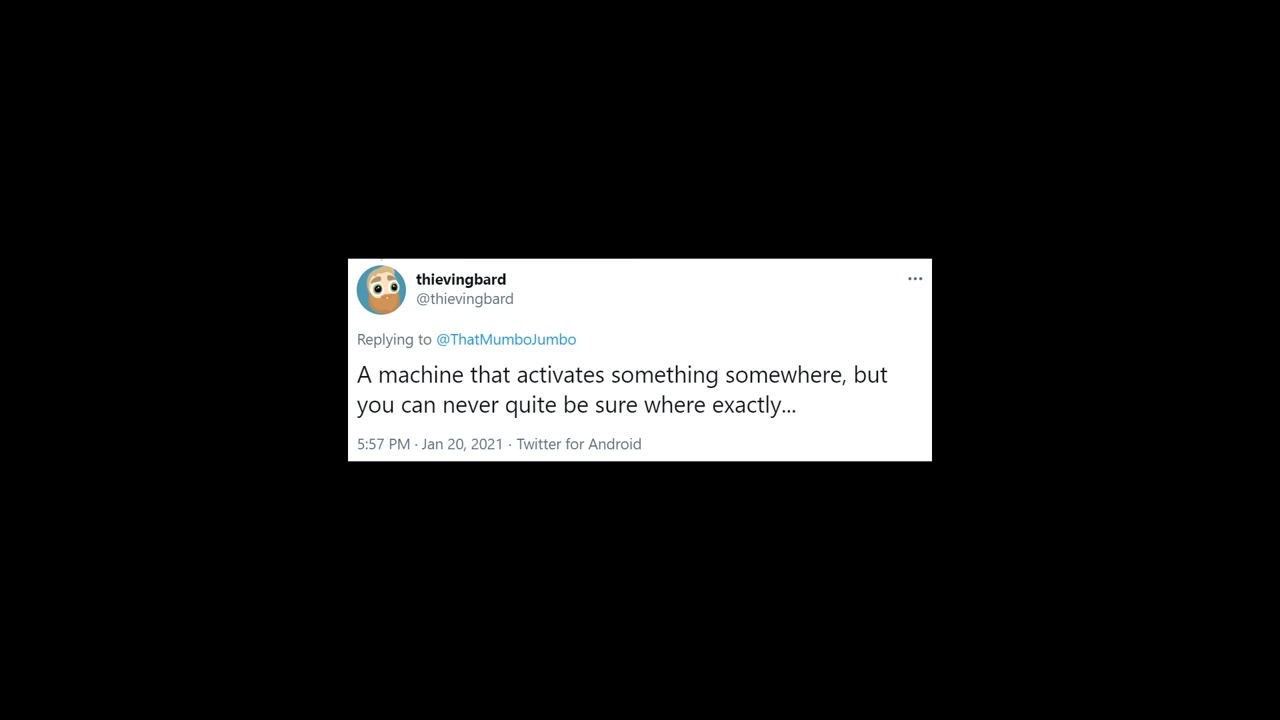 thievingbard
@thievingbard
Replying to @ThatMumboJumbo
A machine that activates something somewhere, but
you can never quite be sure where exactly...
5:57 PM · Jan 20, 2021 · Twitter for Android